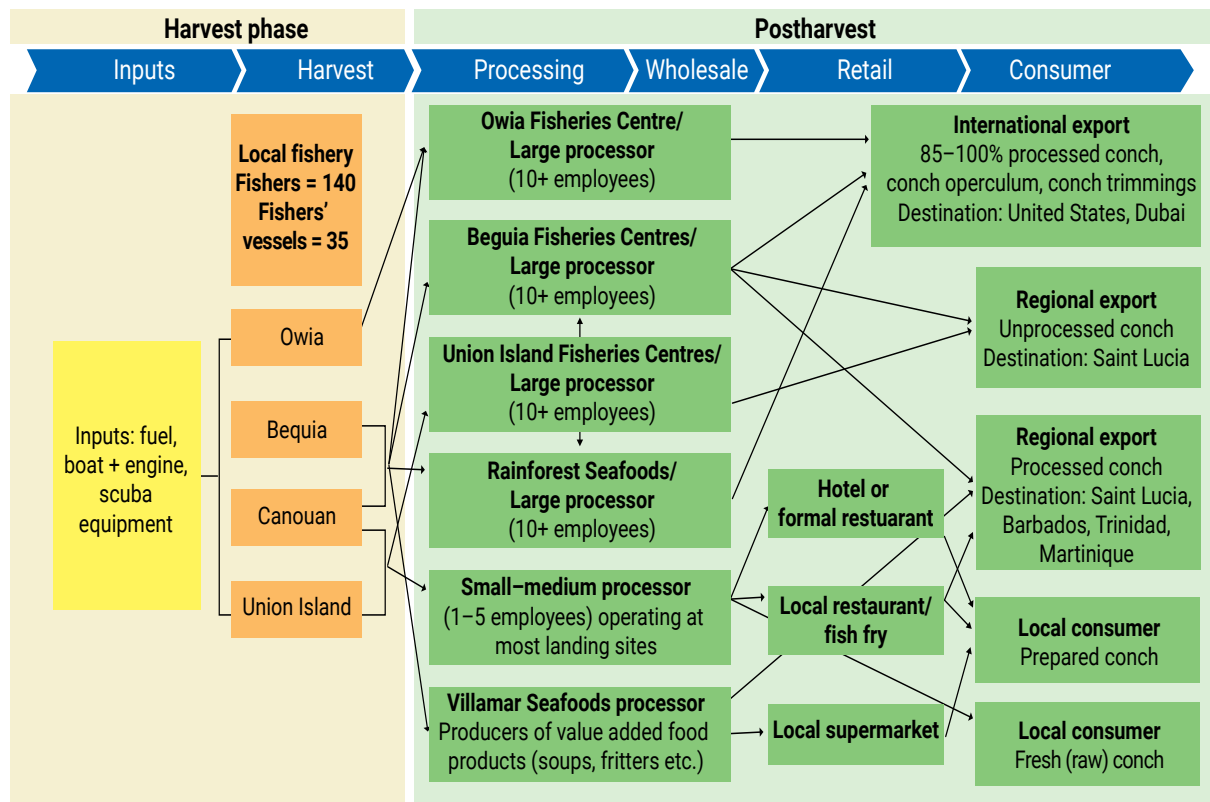 Harvest phase
Postharvest
Inputs
Harvest
Processing
Wholesale
Retail
Consumer
Local fishery
Fishers = 140
Fishers’
vessels = 35
Owia
Bequia
Canouan
Union Island
Inputs: fuel,
boat + engine,
scuba
equipment
Owia Fisheries Centre/
Large processor
(10+ employees)
Beguia Fisheries Centres/
Large processor
(10+ employees)
Union Island Fisheries Centres/
Large processor
(10+ employees)
Rainforest Seafoods/
Large processor
(10+ employees)
Small–medium processor
(1–5 employees) operating at
most landing sites
Villamar Seafoods processor
Producers of value added food
products (soups, fritters etc.)
Hotel or
formal restuarant
Local restaurant/
fish fry
Local supermarket
International export
85–100% processed conch,
conch operculum, conch trimmings
Destination: United States, Dubai
Regional export
Unprocessed conch
Destination: Saint Lucia
Regional export
Processed conch
Destination: Saint Lucia,
Barbados, Trinidad,
Martinique
Local consumer
Prepared conch
Local consumer
Fresh (raw) conch